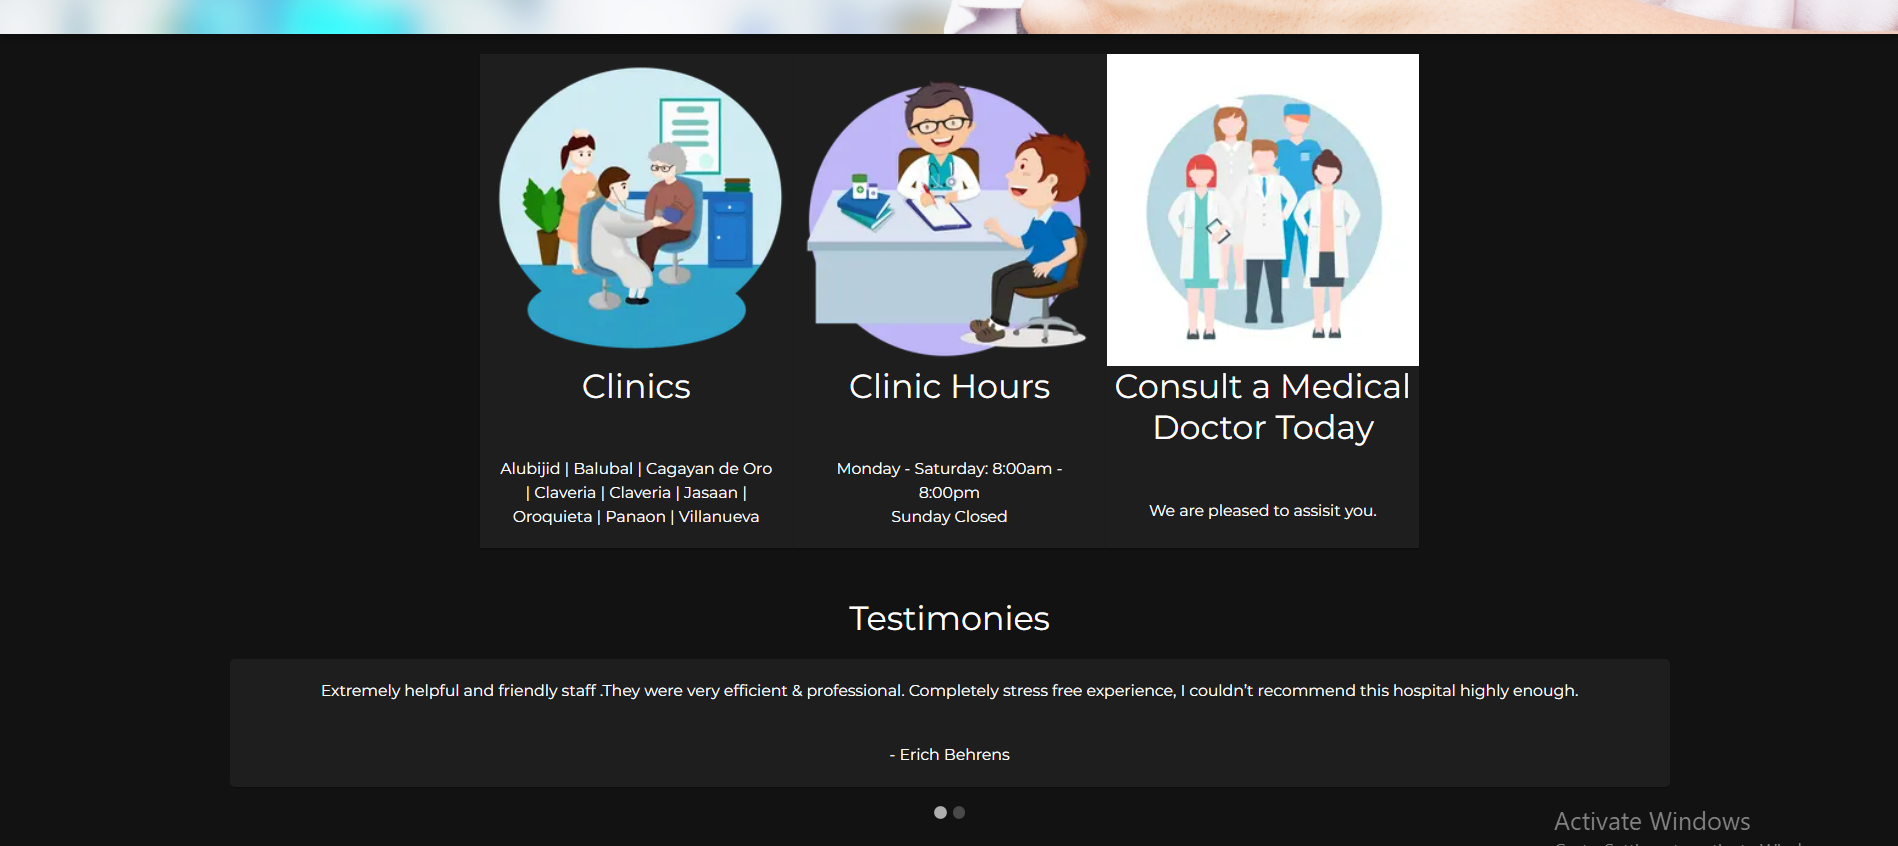 Clinics
Alubijid | Balubal | Cagayan de Oro
| Claveria | Claveria | Jasaan |
Oroquieta | Panaon | Villanueva
Clinic Hours
Monday - Saturday: 8:00am -
8:00pm
Sunday Closed
Consult a Medical
Doctor Today
We are pleased to assisit you.
Testimonies
Extremely helpful and friendly staff .They were very efficient & professional. Completely stress free experience, I couldn't recommend this hospital highly enough.
- Erich Behrens
Activate Windows